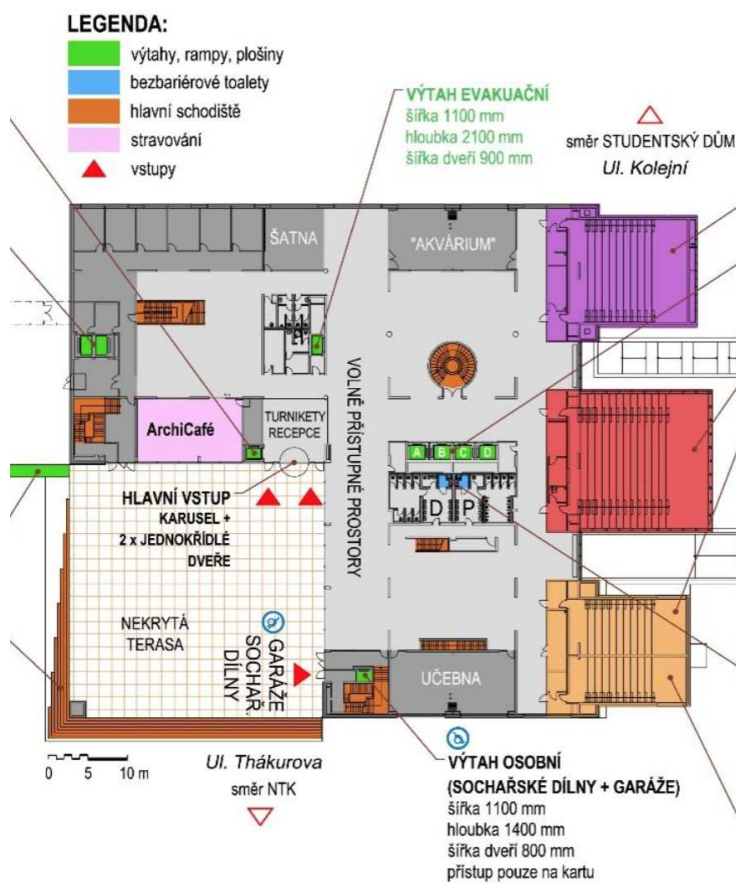 LEGENDA:
výtahy, rampy, plošiny
bezbariérové toalety
hlavní schodiště
stravování
vstupy
VÝTAH EVAKUAČNÍ
šířka 1100 mm
hloubka 2100 mm
šířka dveří 900 mm
směr STUDENTSKÝ DŮM
Ul. Kolejní
ŠATNA
"AKVÁRIUM"
VOLNĚ PŘÍSTUPNÉ PROSTORY
ArchiCafé
TURNIKETY
RECEPCE
A B C D
D P
HLAVNÍ VSTUP
KARUSEL +
2 x JEDNOKŘÍDLÉ
DVEŘE
NEKRYTÁ
TERASA
GARÁŽE
SOCHAŘ.
DÍLNY
UČEBNA
0 5 10 m
Ul. Thákurova
směr NTK
VÝTAH OSOBNÍ
(SOCHAŘSKÉ DÍLNY + GARÁŽE)
šířka 1100 mm
hloubka 1400 mm
šířka dveří 800 mm
přístup pouze na kartu